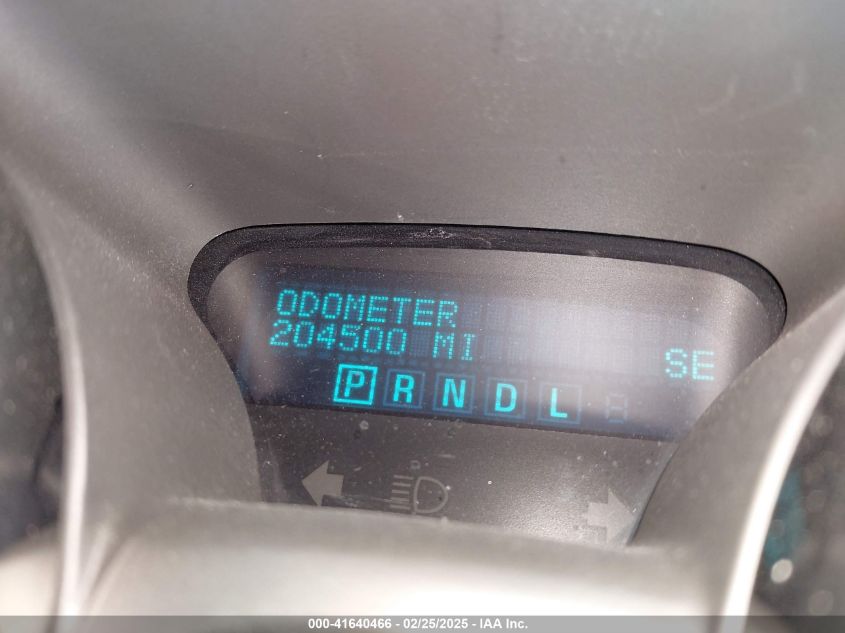 ODOMETER
204500 MI
SE
P R N D L
000-41640466 - 02/25/2025 - IAA Inc.